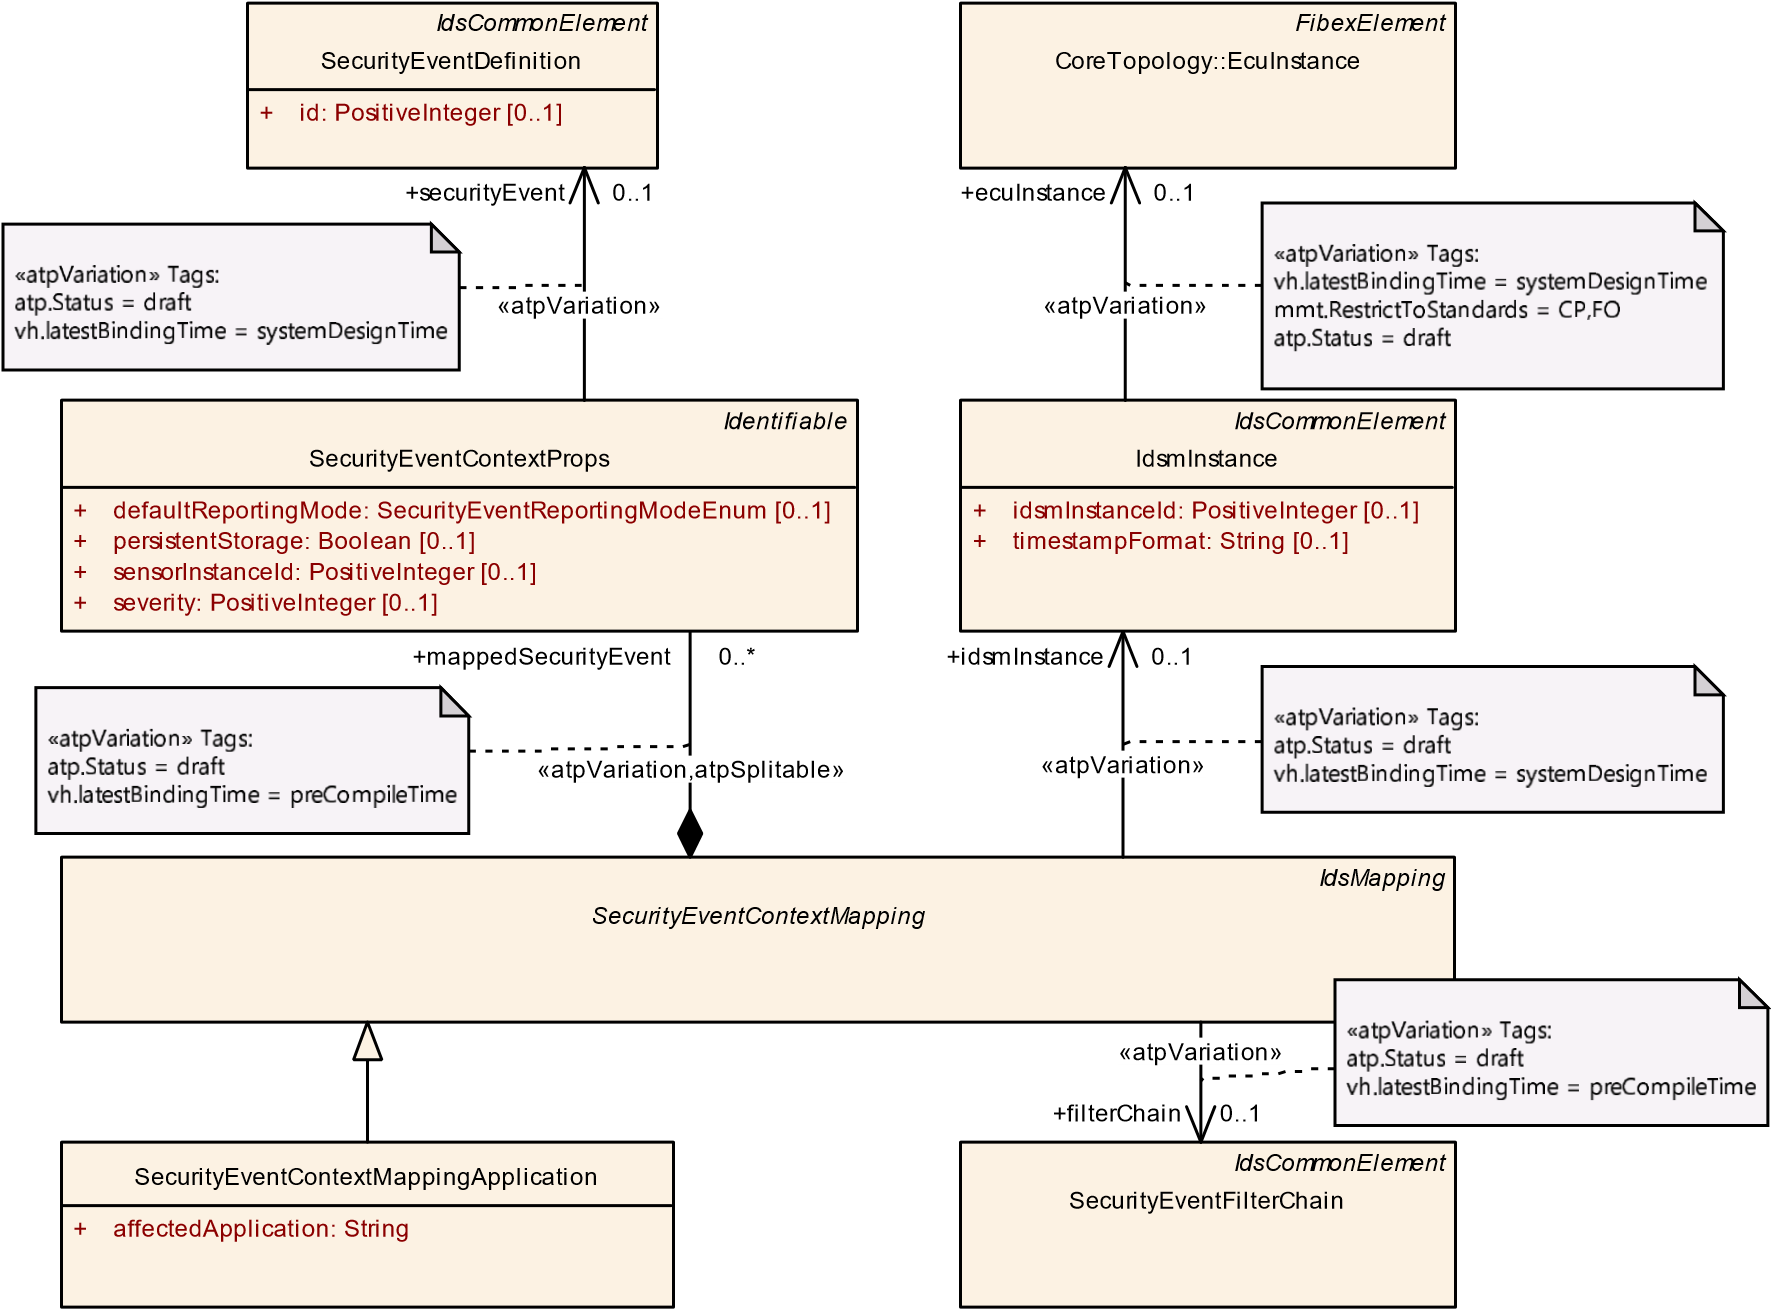 IdsCommonElement
SecurityEventDefinition
+ id: PositiveInteger [0..1]
FibexElement
CoreTopology::EcuInstance
+securityEvent 0..1
+ecuInstance 0..1
«atpVariation» Tags:
atp.Status = draft
vh.latestBindingTime = systemDesignTime
«atpVariation»
«atpVariation»
«atpVariation» Tags:
vh.latestBindingTime = systemDesignTime
mmt.RestrictToStandards = CP,FO
atp.Status = draft
Identifiable
SecurityEventContextProps
+ defaultReportingMode: SecurityEventReportingModeEnum [0..1]
+ persistentStorage: Boolean [0..1]
+ sensorInstanceId: PositiveInteger [0..1]
+ severity: PositiveInteger [0..1]
IdsCommonElement
IdsmInstance
+ idsmInstanceId: PositiveInteger [0..1]
+ timestampFormat: String [0..1]
+mappedSecurityEvent 0..*
+idsmInstance 0..1
«atpVariation» Tags:
atp.Status = draft
vh.latestBindingTime = preCompileTime
«atpVariation,atpSplitable»
«atpVariation»
«atpVariation» Tags:
atp.Status = draft
vh.latestBindingTime = systemDesignTime
IdsMapping
SecurityEventContextMapping
«atpVariation»
«atpVariation» Tags:
atp.Status = draft
vh.latestBindingTime = preCompileTime
+filterChain 0..1
SecurityEventContextMappingApplication
+ affectedApplication: String
IdsCommonElement
SecurityEventFilterChain